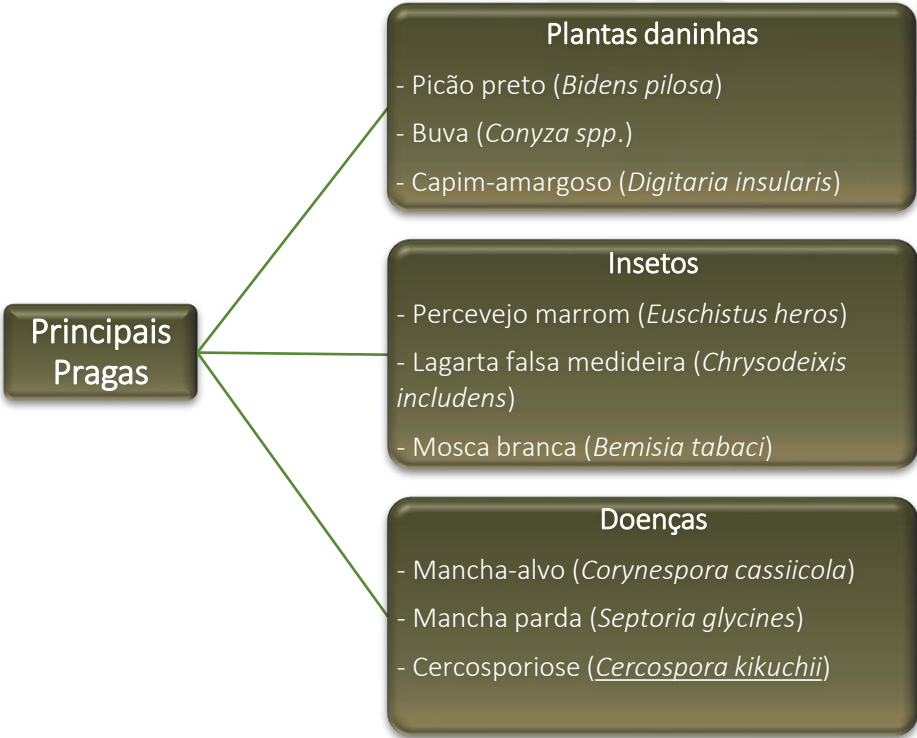 Principais
Pragas
Plantas daninhas
- Picão preto (Bidens pilosa)
- Buva (Conyza spp.)
- Capim-amargoso (Digitaria insularis)
Insetos
- Percevejo marrom (Euschistus heros)
- Lagarta falsa medideira (Chrysodeixis
includens)
- Mosca branca (Bemisia tabaci)
Doenças
- Mancha-alvo (Corynespora cassiicola)
- Mancha parda (Septoria glycines)
- Cercosporiose (Cercospora kikuchii)